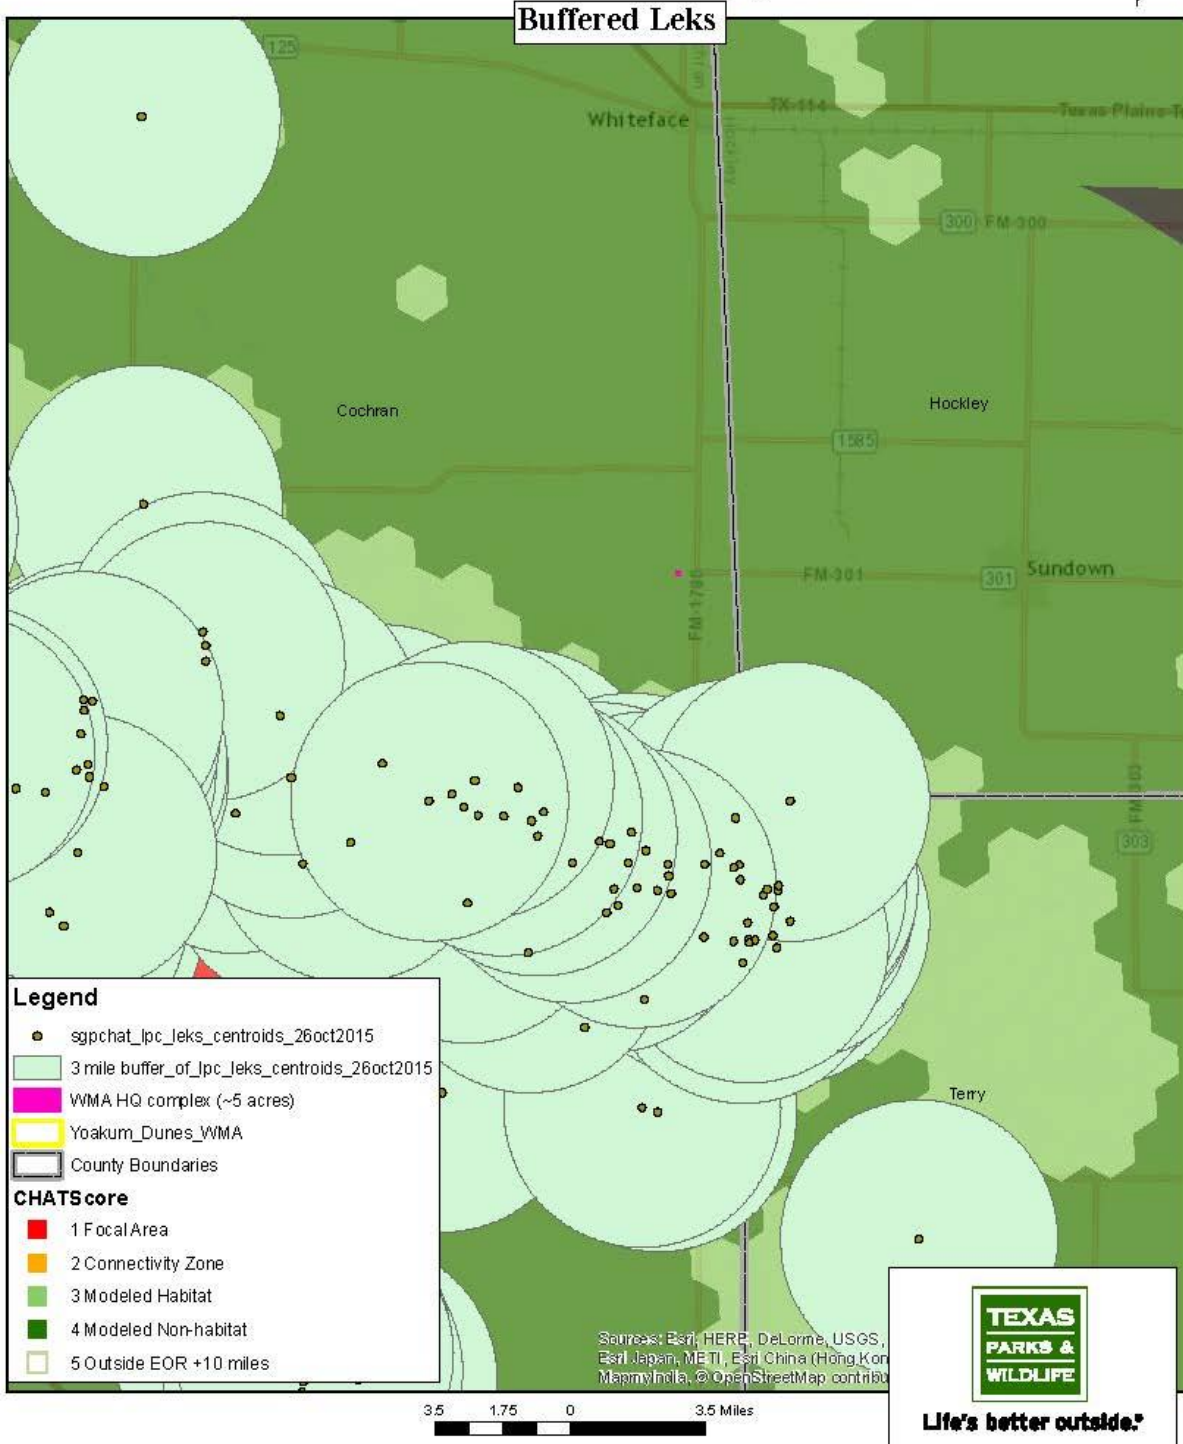 Buffered Leks
125
Whiteface
TX-114
Texas Plains
300 FM-300
Cochran
Hockley
1585
FM-1780
FM-301
301
Sundown
FM-303
303
Terry
Legend
sgpchat_lpc_leks_centroids_26oct2015
3 mile buffer_of_lpc_leks_centroids_26oct2015
WMA HQ complex (~5 acres)
Yoakum_Dunes_WMA
County Boundaries
CHATScore
1 Focal Area
2 Connectivity Zone
3 Modeled Habitat
4 Modeled Non-habitat
5 Outside EOR +10 miles
Sources: Esri, HERE, DeLorme, USGS,
Esri Japan, METI, Esri China (Hong Kon
MapmyIndia, © OpenStreetMap contribu
TEXAS
PARKS &
WILDLIFE
Life's better outside.®
3.5 1.75 0 3.5 Miles